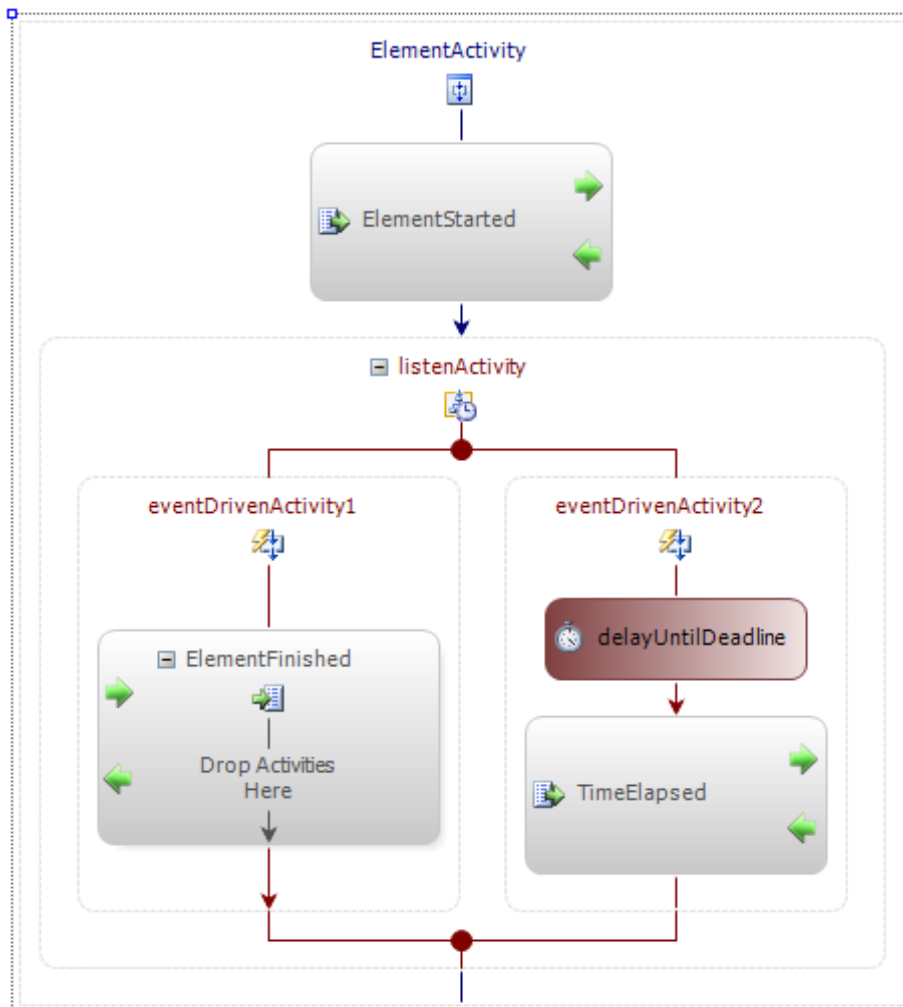 ElementActivity
ElementStarted
listenActivity
eventDrivenActivity1
eventDrivenActivity2
ElementFinished
Drop Activities
Here
delayUntilDeadline
TimeElapsed